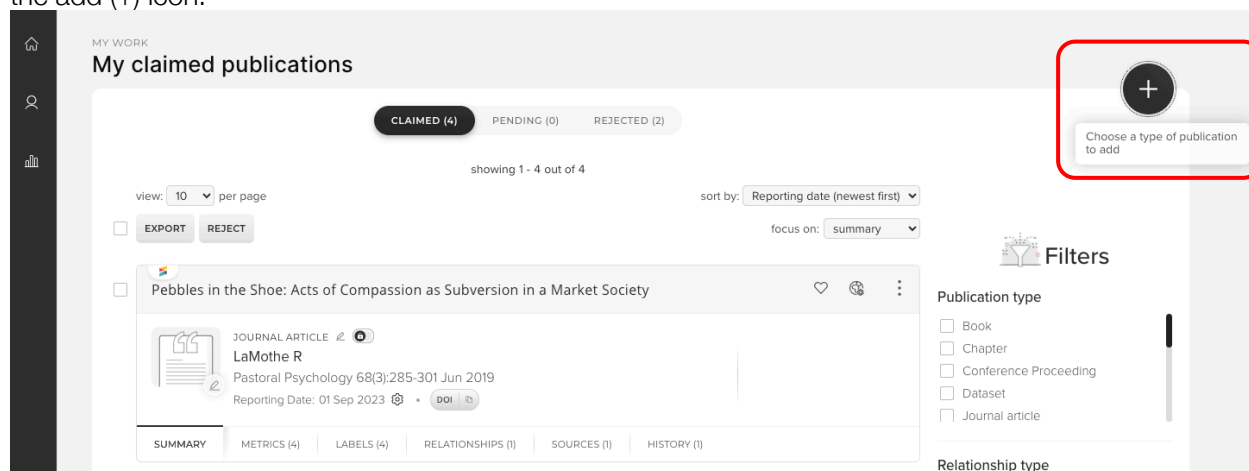 the add (+) icon.
MY WORK
My claimed publications
+
Choose a type of publication
to add
CLAIMED (4) PENDING (0) REJECTED (2)
showing 1 - 4 out of 4
view: 10 per page
sort by: Reporting date (newest first)
EXPORT REJECT
focus on: summary
Filters
Pebbles in the Shoe: Acts of Compassion as Subversion in a Market Society
Publication type
Book
Chapter
Conference Proceeding
Dataset
Journal article
JOURNAL ARTICLE
LaMothe R
Pastoral Psychology 68(3):285-301 Jun 2019
Reporting Date: 01 Sep 2023 • DOI
SUMMARY METRICS (4) LABELS (4) RELATIONSHIPS (1) SOURCES (1) HISTORY (1)
Relationship type